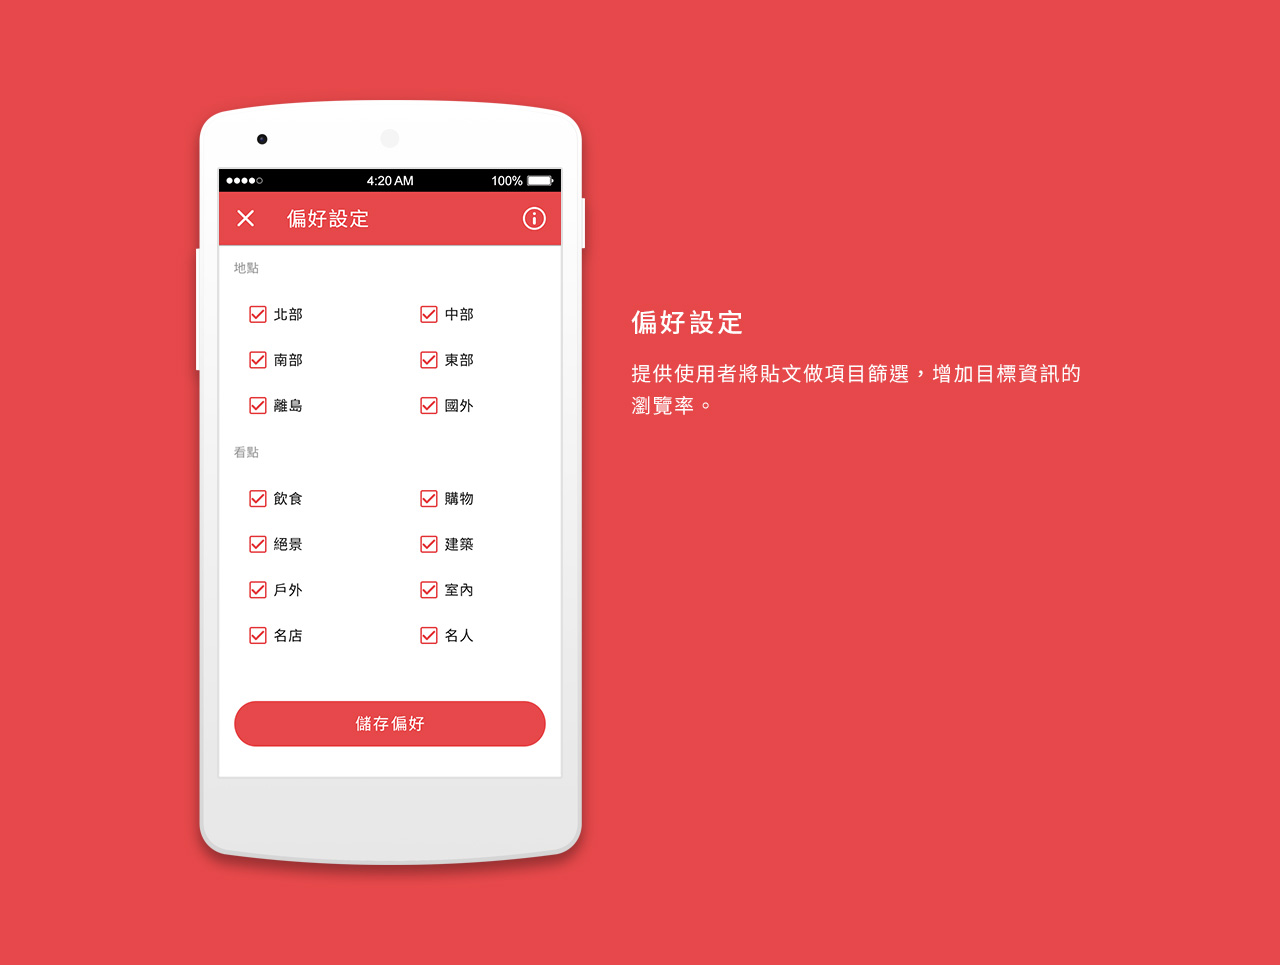 4:20 AM 100%
偏好設定
地點
北部 中部
南部 東部
離島 國外
看點
飲食 購物
絕景 建築
戶外 室內
名店 名人
儲存偏好
偏好設定
提供使用者將貼文做項目篩選，增加目標資訊的
瀏覽率。